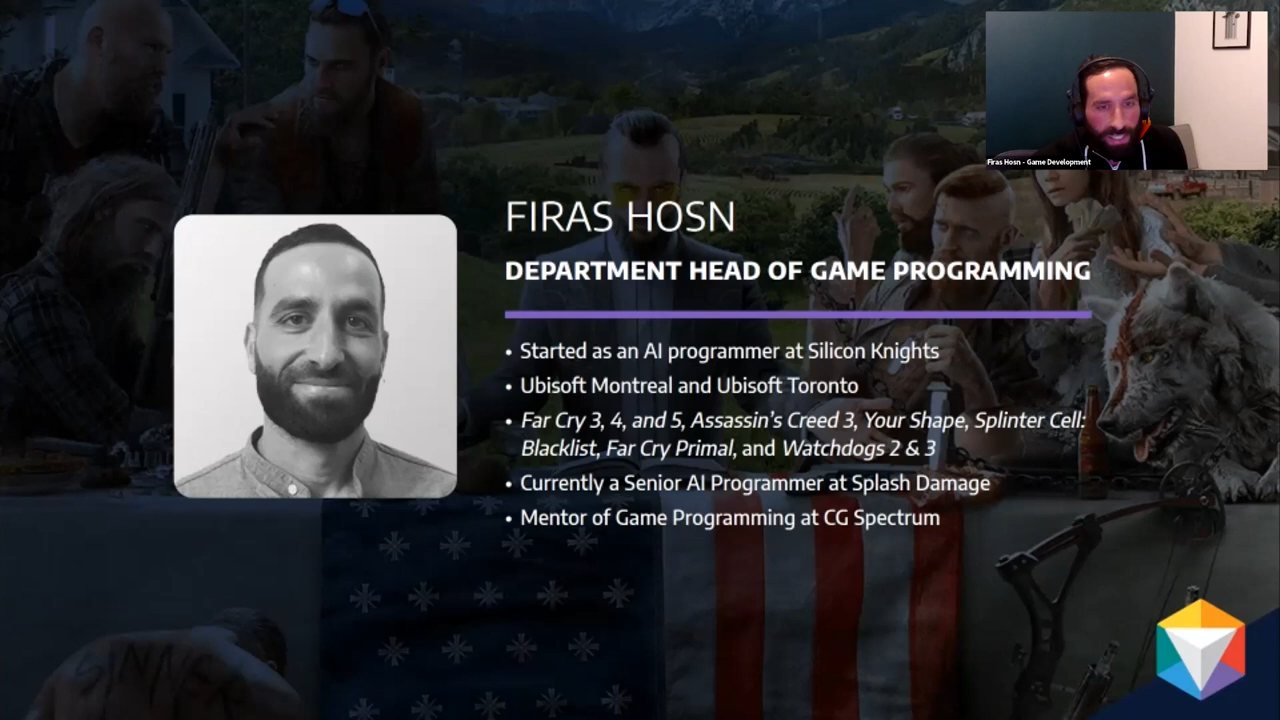 Firas Hosn - Game Development
FIRAS HOSN
DEPARTMENT HEAD OF GAME PROGRAMMING
• Started as an AI programmer at Silicon Knights
• Ubisoft Montreal and Ubisoft Toronto
• Far Cry 3, 4, and 5, Assassin's Creed 3, Your Shape, Splinter Cell:
Blacklist, Far Cry Primal, and Watchdogs 2 & 3
• Currently a Senior AI Programmer at Splash Damage
• Mentor of Game Programming at CG Spectrum
SINNER